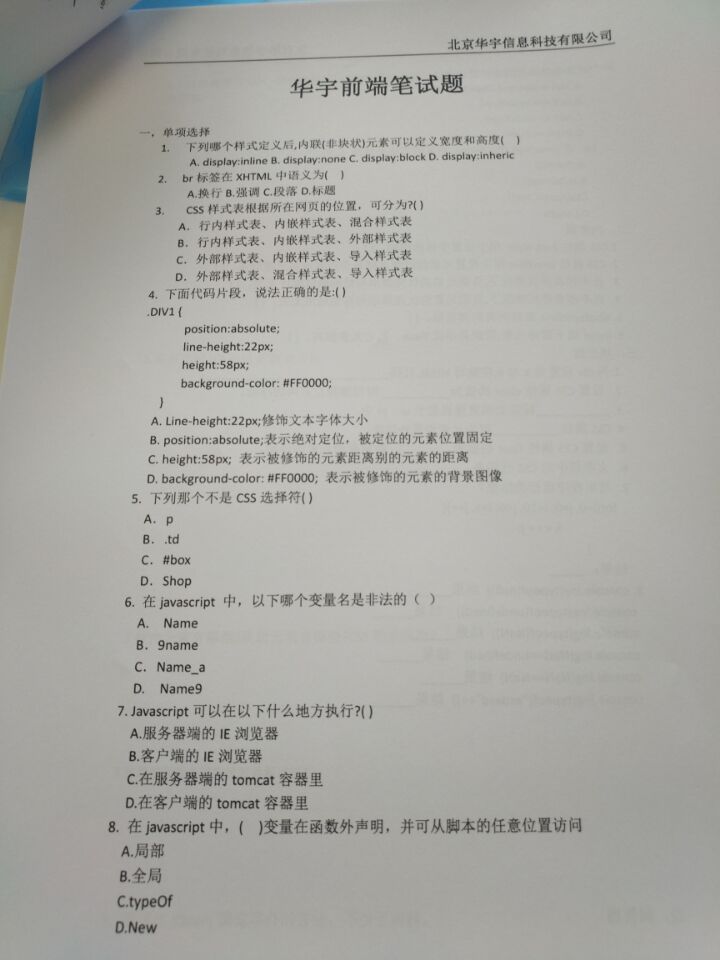 北京华宇信息科技有限公司
华宇前端笔试题
一，单项选择
1. 下列哪个样式定义后,内联(非块状)元素可以定义宽度和高度( )
A. display:inline B. display:none C. display:block D. display:inheric
2. br 标签在 XHTML 中语义为( )
A.换行 B.强调 C.段落 D.标题
3. CSS 样式表根据所在网页的位置，可分为?( )
A. 行内样式表、内嵌样式表、混合样式表
B. 行内样式表、内嵌样式表、外部样式表
C. 外部样式表、内嵌样式表、导入样式表
D. 外部样式表、混合样式表、导入样式表
4. 下面代码片段，说法正确的是:( )
.DIV1 {
position:absolute;
line-height:22px;
height:58px;
background-color: #FF0000;
}
A. Line-height:22px;修饰文本字体大小
B. position:absolute;表示绝对定位，被定位的元素位置固定
C. height:58px; 表示被修饰的元素距离别的元素的距离
D. background-color: #FF0000; 表示被修饰的元素的背景图像
5. 下列那个不是 CSS 选择符( )
A. p
B. .td
C. #box
D. Shop
6. 在 javascript 中，以下哪个变量名是非法的（ ）
A. Name
B. 9name
C. Name_a
D. Name9
7. Javascript 可以在以下什么地方执行?( )
A.服务器端的 IE 浏览器
B.客户端的 IE 浏览器
C.在服务器端的 tomcat 容器里
D.在客户端的 tomcat 容器里
8. 在 javascript 中，( )变量在函数外声明，并可从脚本的任意位置访问
A.局部
B.全局
C.typeOf
D.New